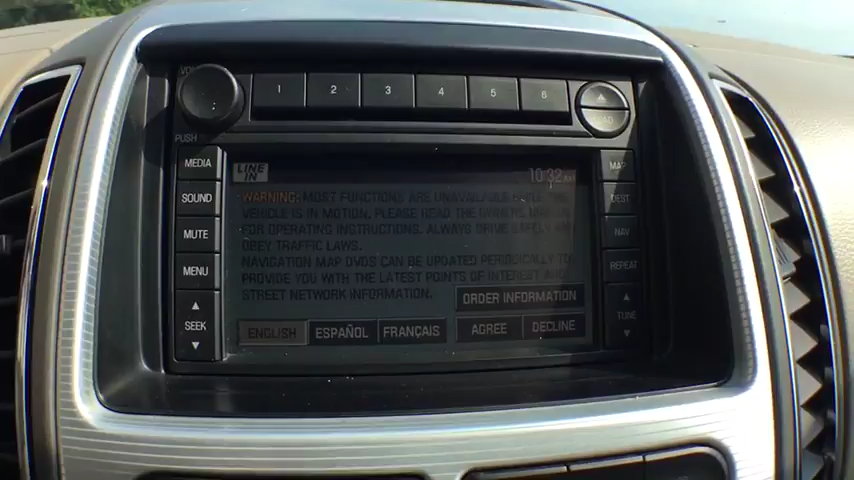 VOL
1 2 3 4 5 6
LOAD
PUSH
MEDIA
SOUND
MUTE
MENU
SEEK
LINE IN
10:32
WARNING: MOST FUNCTIONS ARE UNAVAILABLE WHILE THE
VEHICLE IS IN MOTION. PLEASE READ THE OWNERS MANUAL
FOR OPERATING INSTRUCTIONS. ALWAYS DRIVE SAFELY AND
OBEY TRAFFIC LAWS.
NAVIGATION MAP DVDS CAN BE UPDATED PERIODICALLY TO
PROVIDE YOU WITH THE LATEST POINTS OF INTEREST AND
STREET NETWORK INFORMATION.
ORDER INFORMATION
ENGLISH ESPAÑOL FRANÇAIS AGREE DECLINE
MAP
DEST
NAV
REPEAT
TUNE